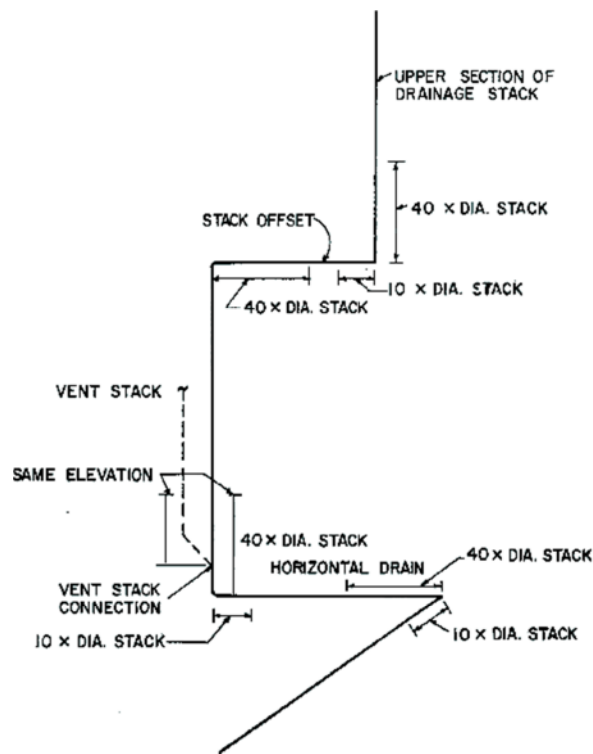 UPPER SECTION OF
DRAINAGE STACK
40 × DIA. STACK
STACK OFFSET
10 × DIA. STACK
40 × DIA. STACK
VENT STACK
SAME ELEVATION
40 × DIA. STACK
40 × DIA. STACK
HORIZONTAL DRAIN
VENT STACK
CONNECTION
10 × DIA. STACK
10 × DIA. STACK